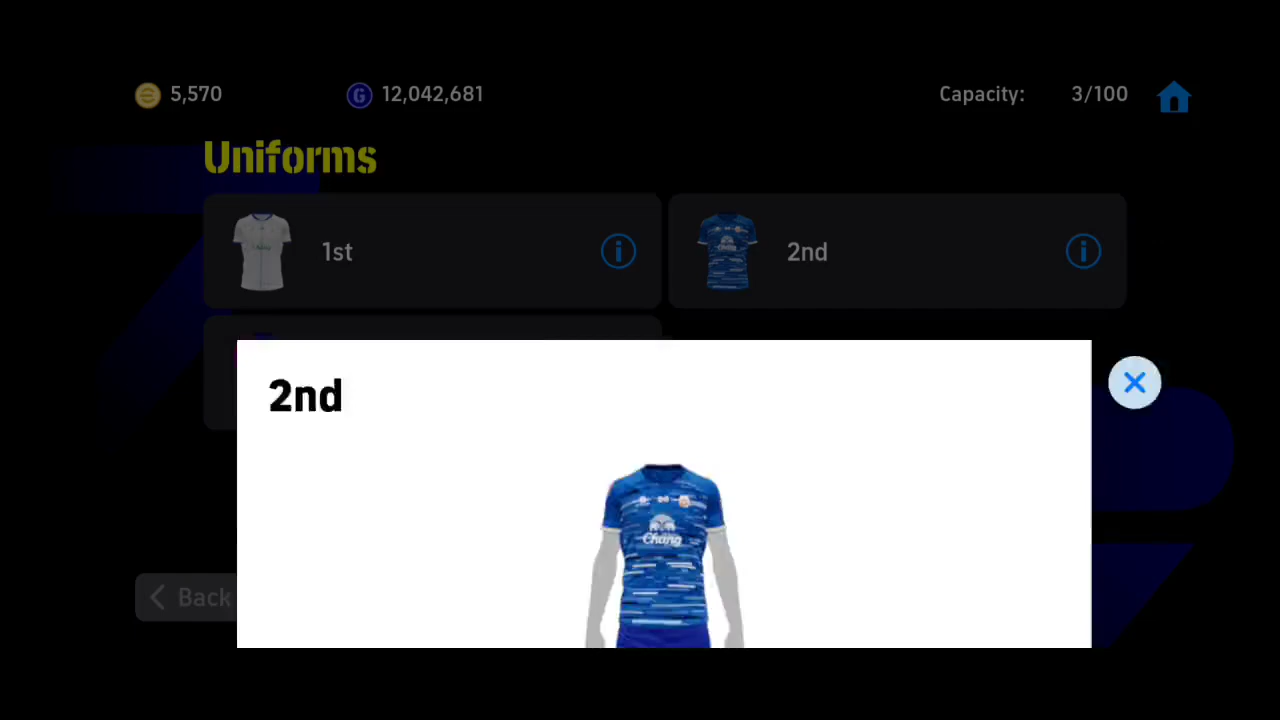 5,570
G 12,042,681
Capacity: 3/100
Uniforms
1st
2nd
2nd
Chang
Back